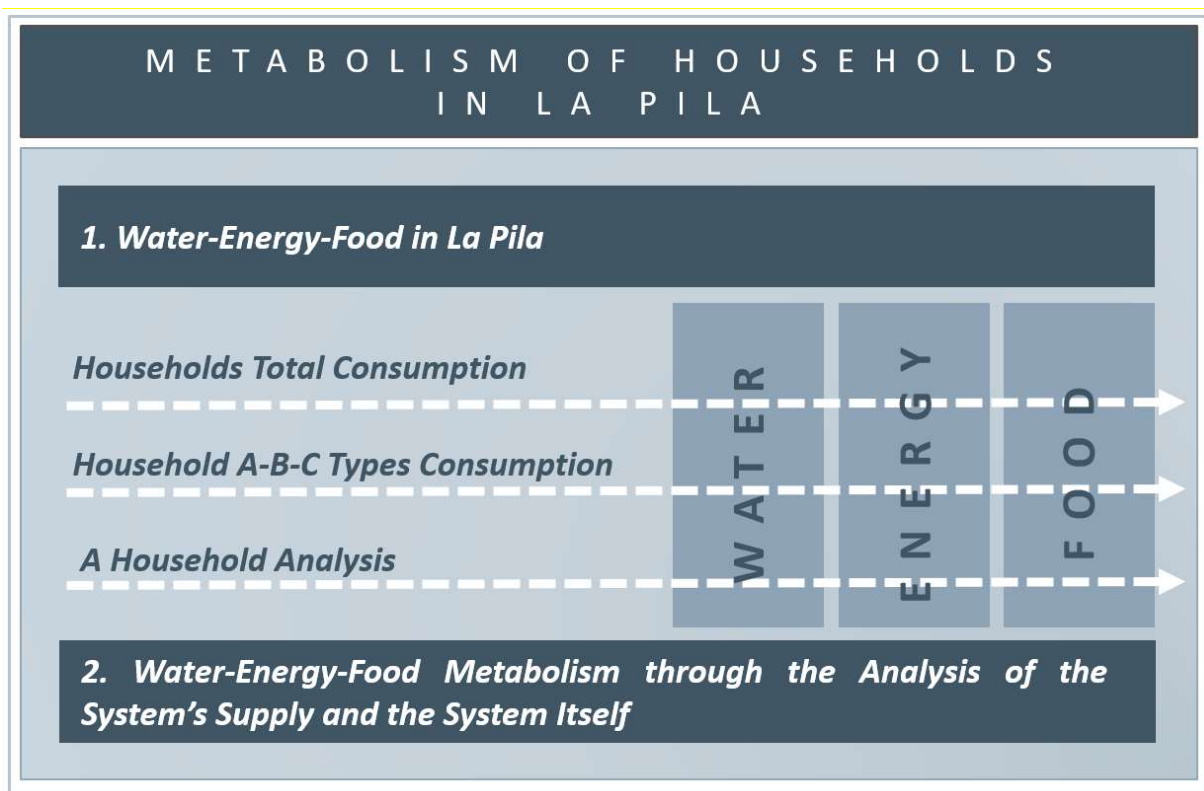 METABOLISM OF HOUSEHOLDS
IN LA PILA
1. Water-Energy-Food in La Pila
Households Total Consumption
Household A-B-C Types Consumption
A Household Analysis
WATER
ENERGY
FOOD
2. Water-Energy-Food Metabolism through the Analysis of the
System's Supply and the System Itself